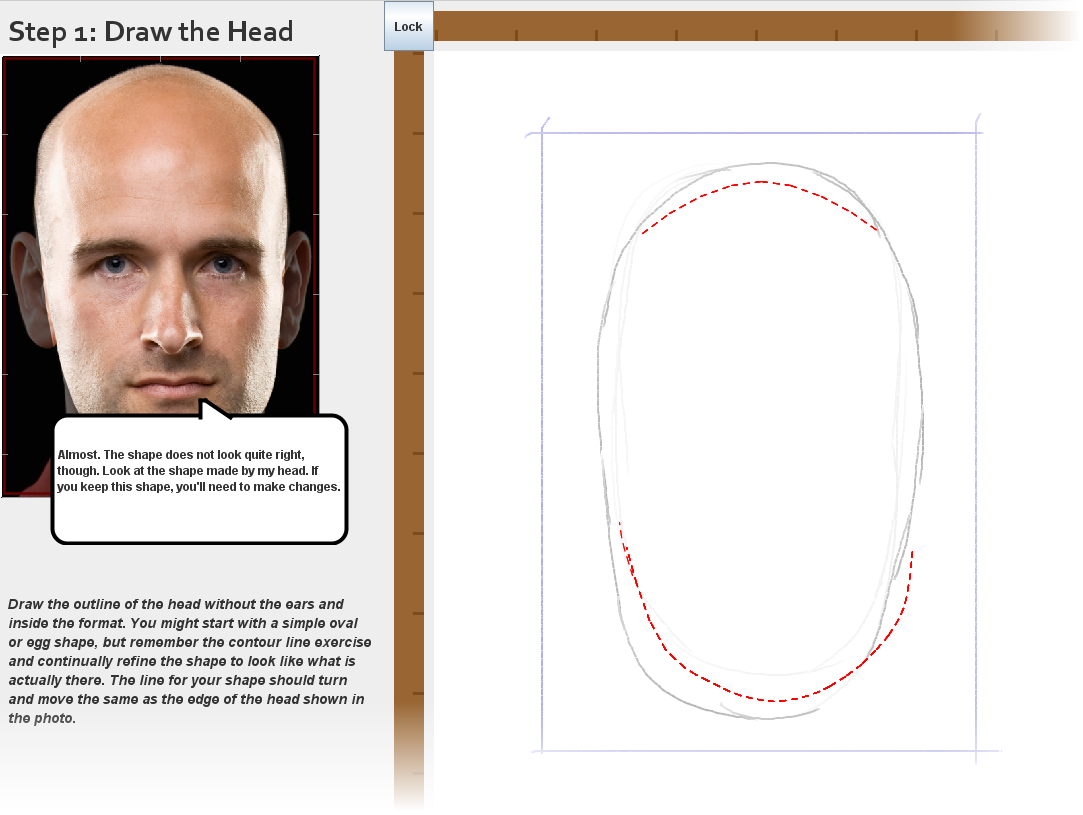 Step 1: Draw the Head
Lock
Almost. The shape does not look quite right,
though. Look at the shape made by my head. If
you keep this shape, you'll need to make changes.
Draw the outline of the head without the ears and
inside the format. You might start with a simple oval
or egg shape, but remember the contour line exercise
and continually refine the shape to look like what is
actually there. The line for your shape should turn
and move the same as the edge of the head shown in
the photo.